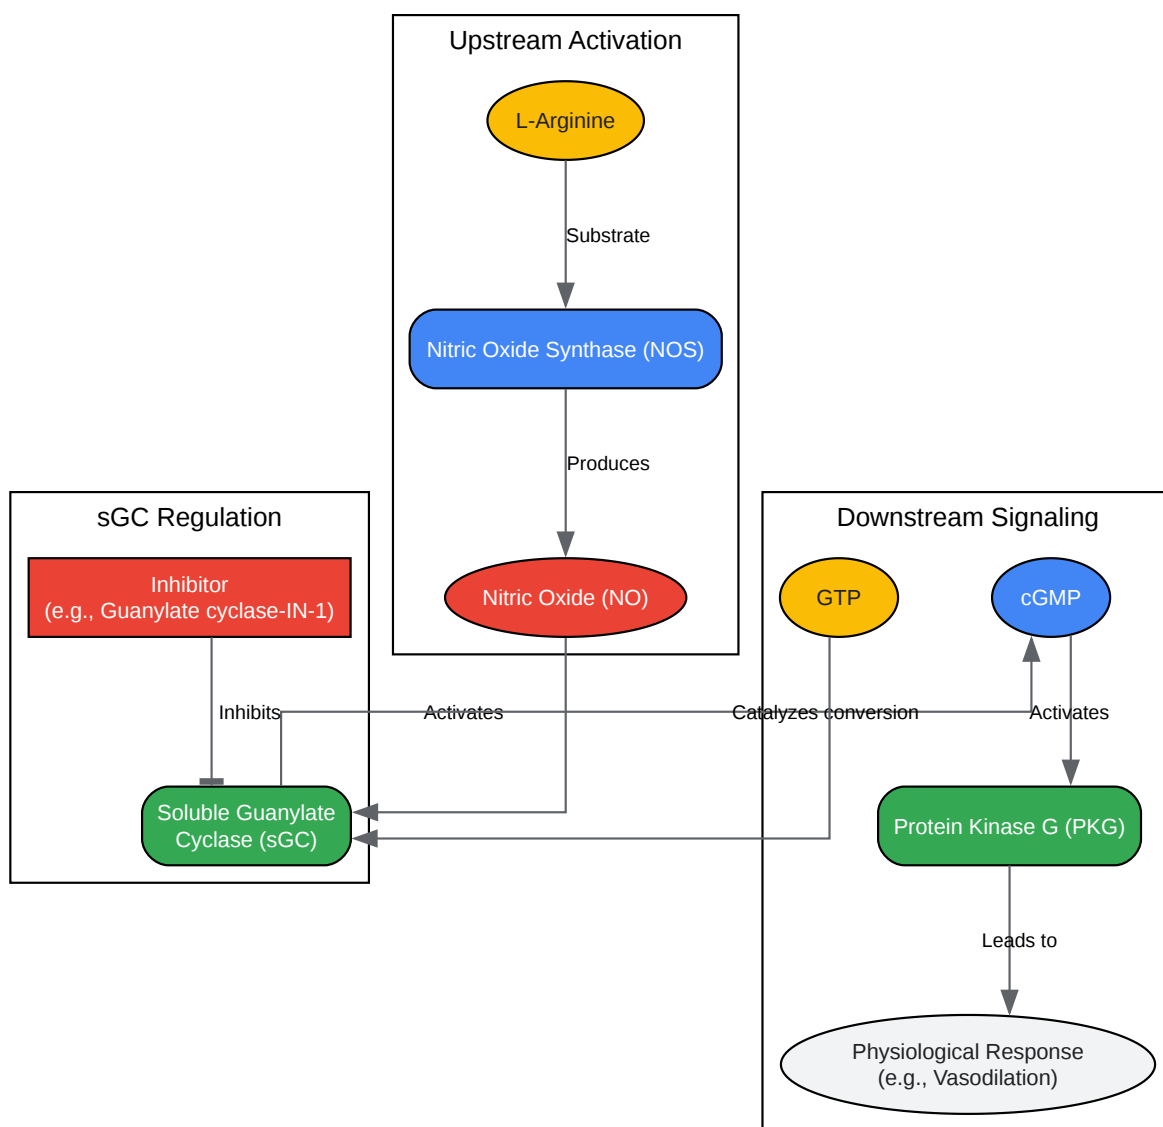 Upstream Activation
L-Arginine
Substrate
Nitric Oxide Synthase (NOS)
Produces
Nitric Oxide (NO)
sGC Regulation
Inhibitor
(e.g., Guanylate cyclase-IN-1)
Inhibits
Activates
Soluble Guanylate
Cyclase (sGC)
Downstream Signaling
GTP
cGMP
Catalyzes conversion
Activates
Protein Kinase G (PKG)
Leads to
Physiological Response
(e.g., Vasodilation)